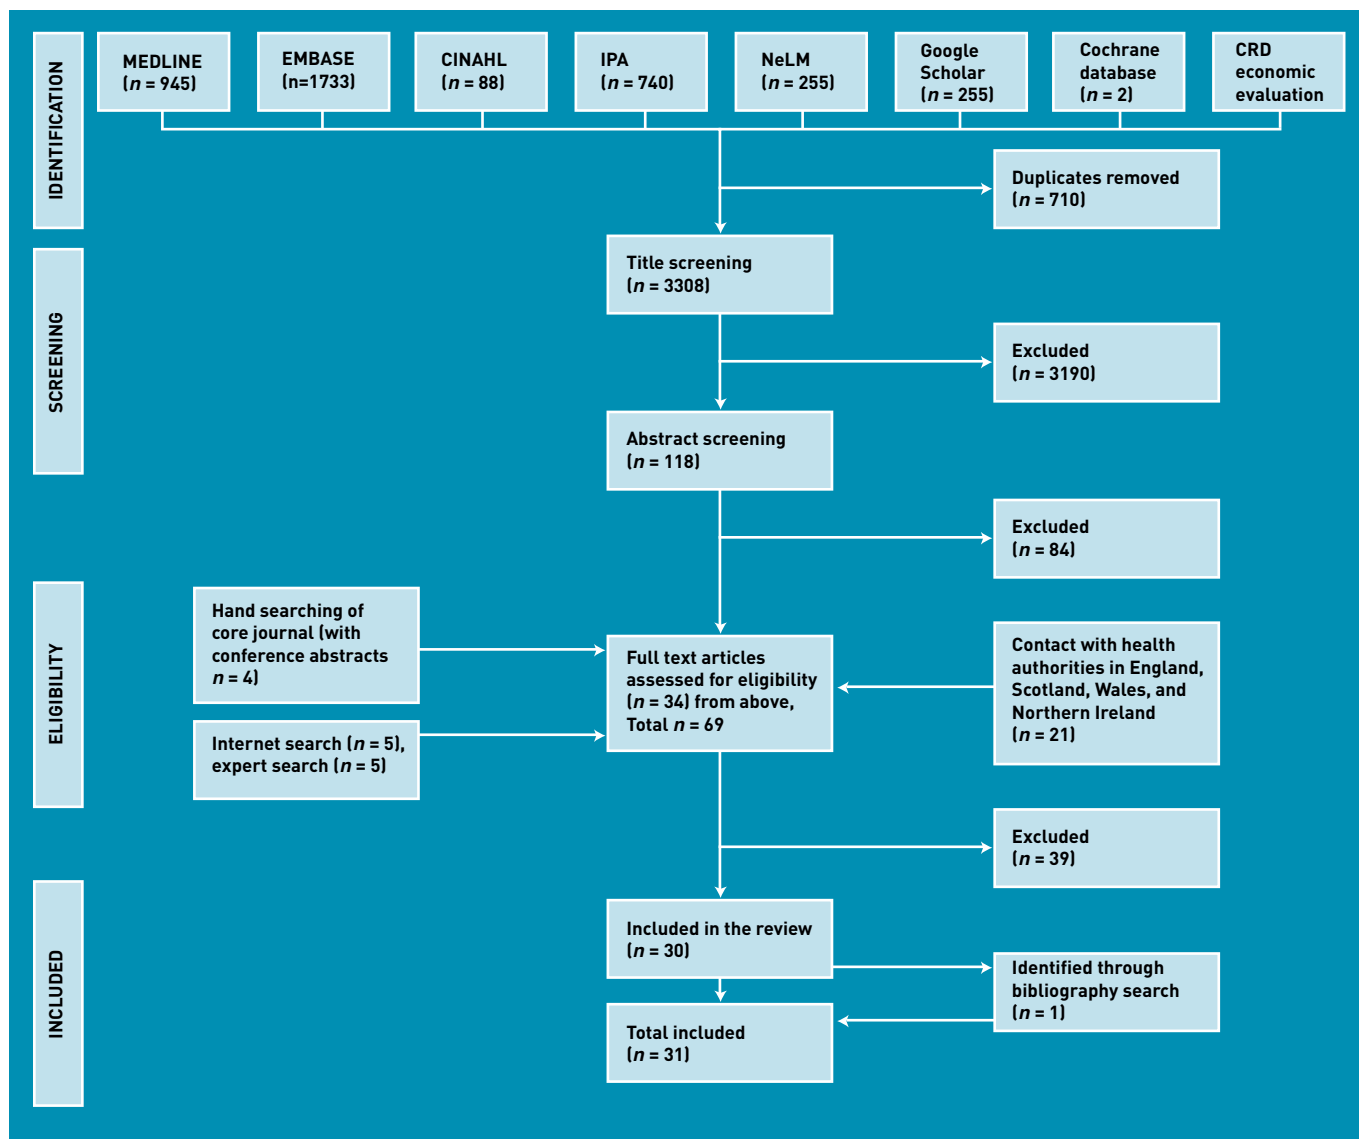 IDENTIFICATION
MEDLINE
(n = 945)
EMBASE
(n=1733)
CINAHL
(n = 88)
IPA
(n = 740)
NeLM
(n = 255)
Google
Scholar
(n = 255)
Cochrane
database
(n = 2)
CRD
economic
evaluation
Duplicates removed
(n = 710)
SCREENING
Title screening
(n = 3308)
Excluded
(n = 3190)
Abstract screening
(n = 118)
Excluded
(n = 84)
ELIGIBILITY
Hand searching of
core journal (with
conference abstracts
n = 4)
Internet search (n = 5),
expert search (n = 5)
Full text articles
assessed for eligibility
(n = 34) from above,
Total n = 69
Contact with health
authorities in England,
Scotland, Wales, and
Northern Ireland
(n = 21)
Excluded
(n = 39)
INCLUDED
Included in the review
(n = 30)
Identified through
bibliography search
(n = 1)
Total included
(n = 31)